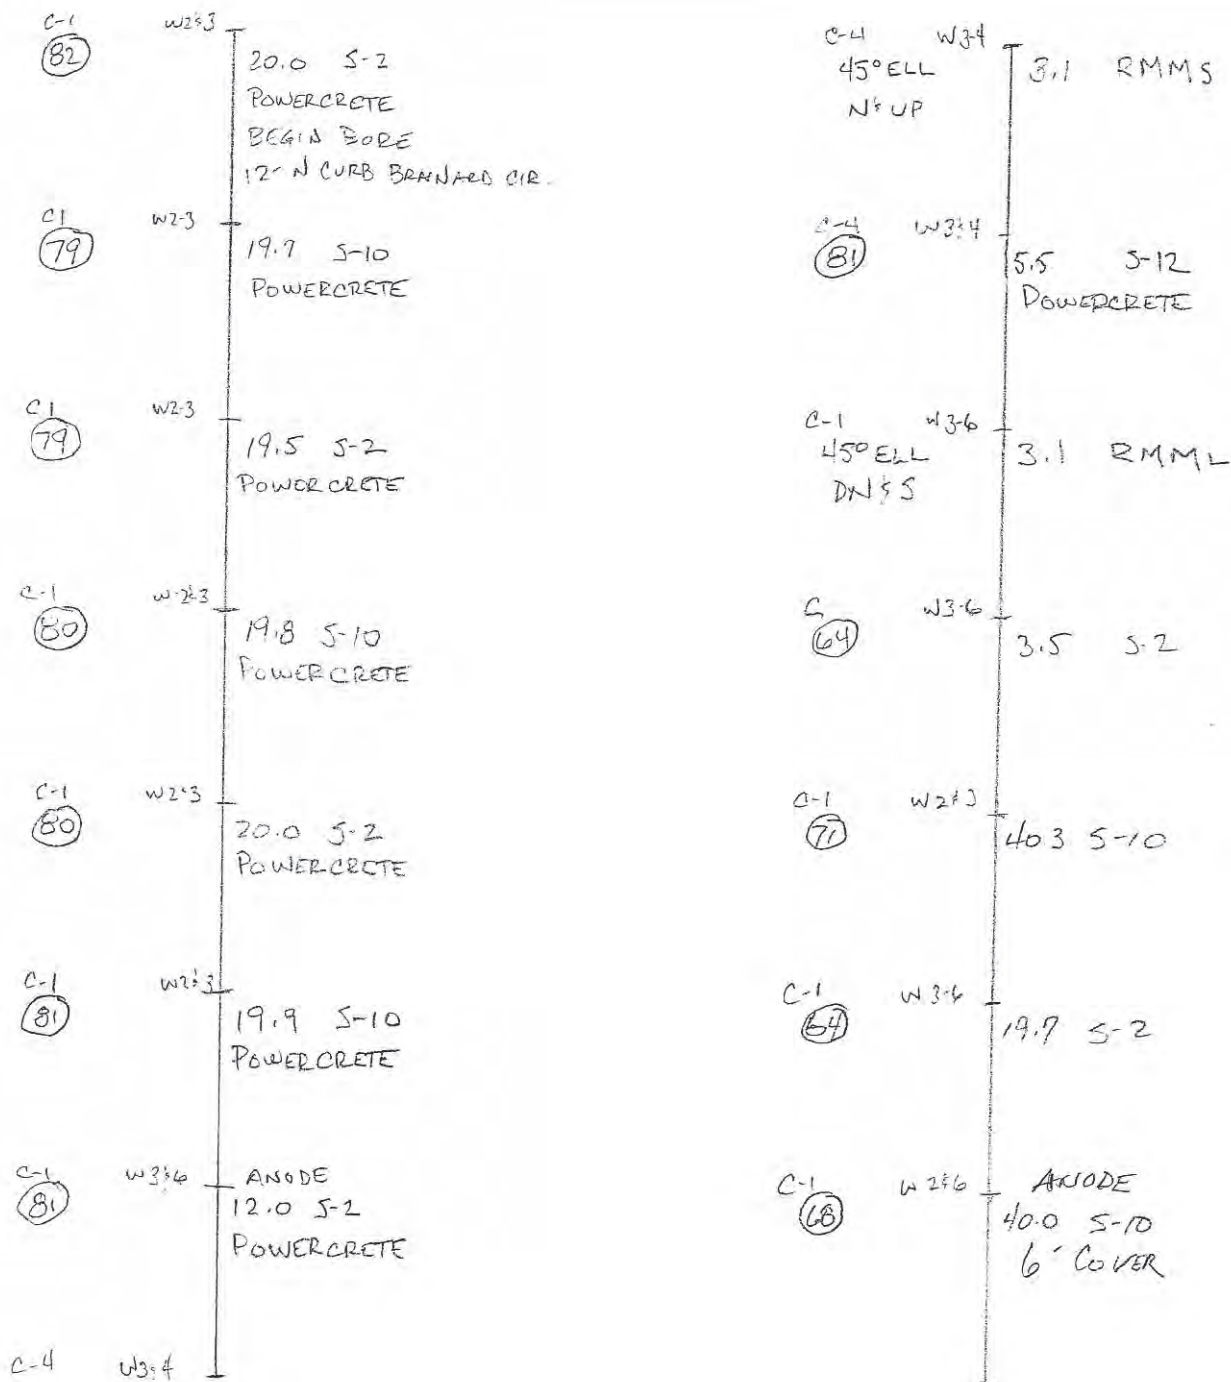 C-1 W2&3
82 20.0 S-2
POWERCRETE
BEGIN BORE
12' N CURB BRAINARD CIR.
C1 W2-3
79 19.7 S-10
POWERCRETE
C1 W2-3
79 19.5 S-2
POWERCRETE
C-1 W-2&3
80 19.8 S-10
POWERCRETE
C-1 W2&3
80 20.0 S-2
POWERCRETE
C-1 W2&3
81 19.9 S-10
POWERCRETE
C-1 W3&6 ANODE
81 12.0 S-2
POWERCRETE
C-4 W3&4
C-4 W3-4
45° ELL 3.1 RMMS
N & UP
C-4 W3&4
81 5.5 S-12
POWERCRETE
C-1 W3-6
45° ELL 3.1 RMML
DN & S
C W3-6
64 3.5 S-2
C-1 W2&3
71 40.3 S-10
C-1 W3-6
64 19.7 S-2
C-1 W2&6 ANODE
68 40.0 S-10
6' COVER